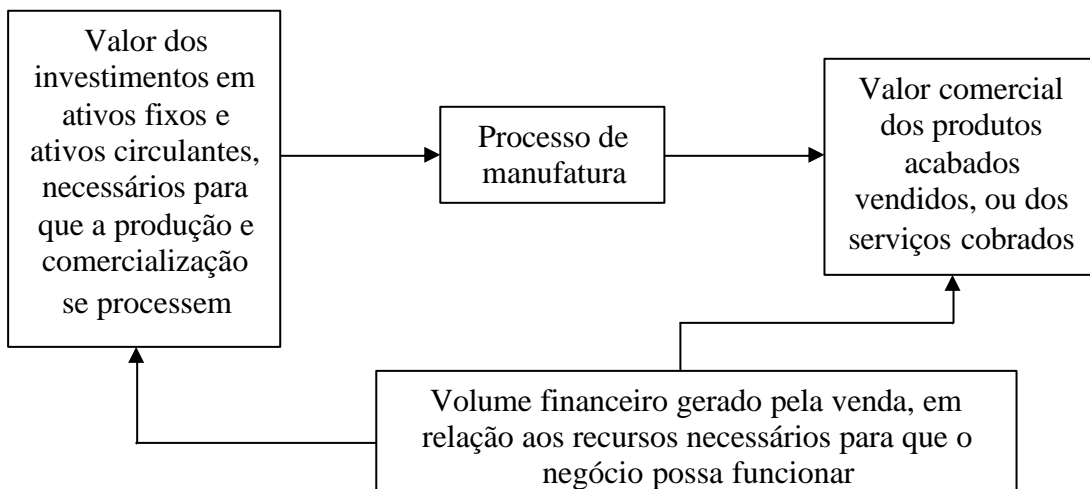 Valor dos
investimentos em
ativos fixos e
ativos circulantes,
necessários para
que a produção e
comercialização
se processem
Processo de
manufatura
Valor comercial
dos produtos
acabados
vendidos, ou dos
serviços cobrados
Volume financeiro gerado pela venda, em
relação aos recursos necessários para que o
negócio possa funcionar